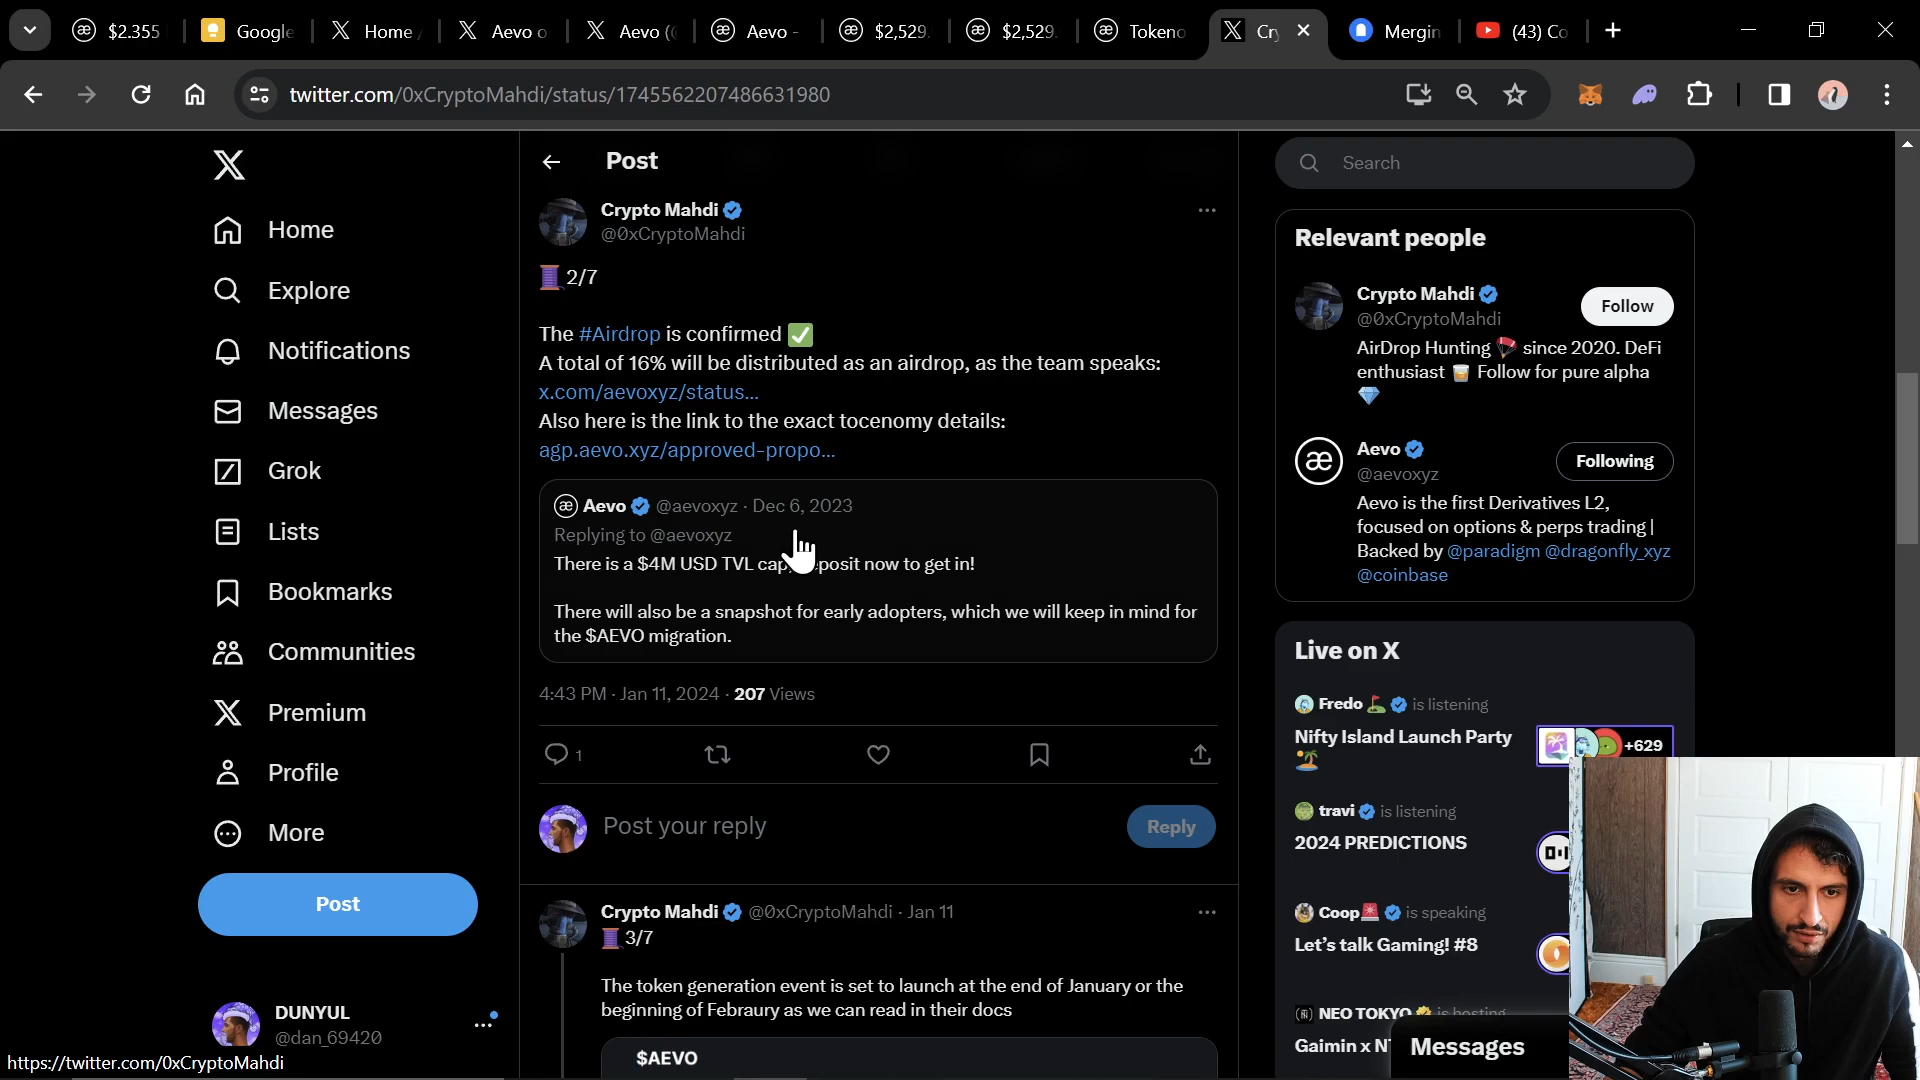 $2.355
Google
Home /
Aevo o
Aevo (
Aevo -
$2,529.
$2,529.
Tokeno
Cr
Mergin
(43) Co
twitter.com/0xCryptoMahdi/status/1745562207486631980
Home
Explore
Notifications
Messages
Grok
Lists
Bookmarks
Communities
Premium
Profile
More
Post
DUNYUL
@dan_69420
https://twitter.com/0xCryptoMahdi
Post
Crypto Mahdi
@0xCryptoMahdi
🧵 2/7
The #Airdrop is confirmed ✅
A total of 16% will be distributed as an airdrop, as the team speaks:
x.com/aevoxyz/status...
Also here is the link to the exact tocenomy details:
agp.aevo.xyz/approved-propo...
Aevo @aevoxyz · Dec 6, 2023
Replying to @aevoxyz
There is a $4M USD TVL cap, posit now to get in!
There will also be a snapshot for early adopters, which we will keep in mind for
the $AEVO migration.
4:43 PM · Jan 11, 2024 · 207 Views
1
Post your reply
Reply
Crypto Mahdi @0xCryptoMahdi · Jan 11
🧵 3/7
The token generation event is set to launch at the end of January or the
beginning of Febraury as we can read in their docs
$AEVO
Search
Relevant people
Crypto Mahdi
@0xCryptoMahdi
Follow
AirDrop Hunting 🪂 since 2020. DeFi
enthusiast 🥃 Follow for pure alpha
💎
Aevo
@aevoxyz
Following
Aevo is the first Derivatives L2,
focused on options & perps trading |
Backed by @paradigm @dragonfly_xyz
@coinbase
Live on X
Fredo ⛳ is listening
Nifty Island Launch Party
🏝️
+629
travi is listening
2024 PREDICTIONS
Coop🚨 is speaking
Let's talk Gaming! #8
NEO TOKYO is hosting
Gaimin x N
Messages